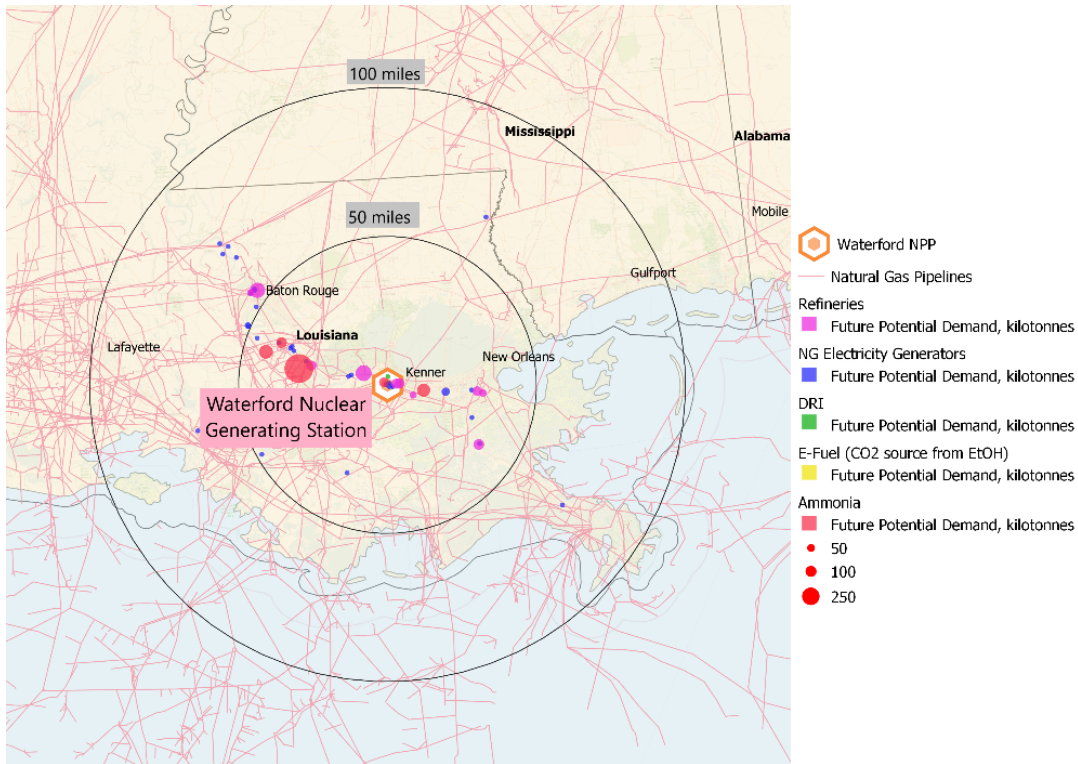 100 miles
Mississippi
Alabama
50 miles
Mobile
Gulfport
Baton Rouge
Louisiana
Lafayette
New Orleans
Kenner
Waterford Nuclear
Generating Station
Waterford NPP
Natural Gas Pipelines
Refineries
Future Potential Demand, kilotonnes
NG Electricity Generators
Future Potential Demand, kilotonnes
DRI
Future Potential Demand, kilotonnes
E-Fuel (CO2 source from EtOH)
Future Potential Demand, kilotonnes
Ammonia
Future Potential Demand, kilotonnes
50
100
250